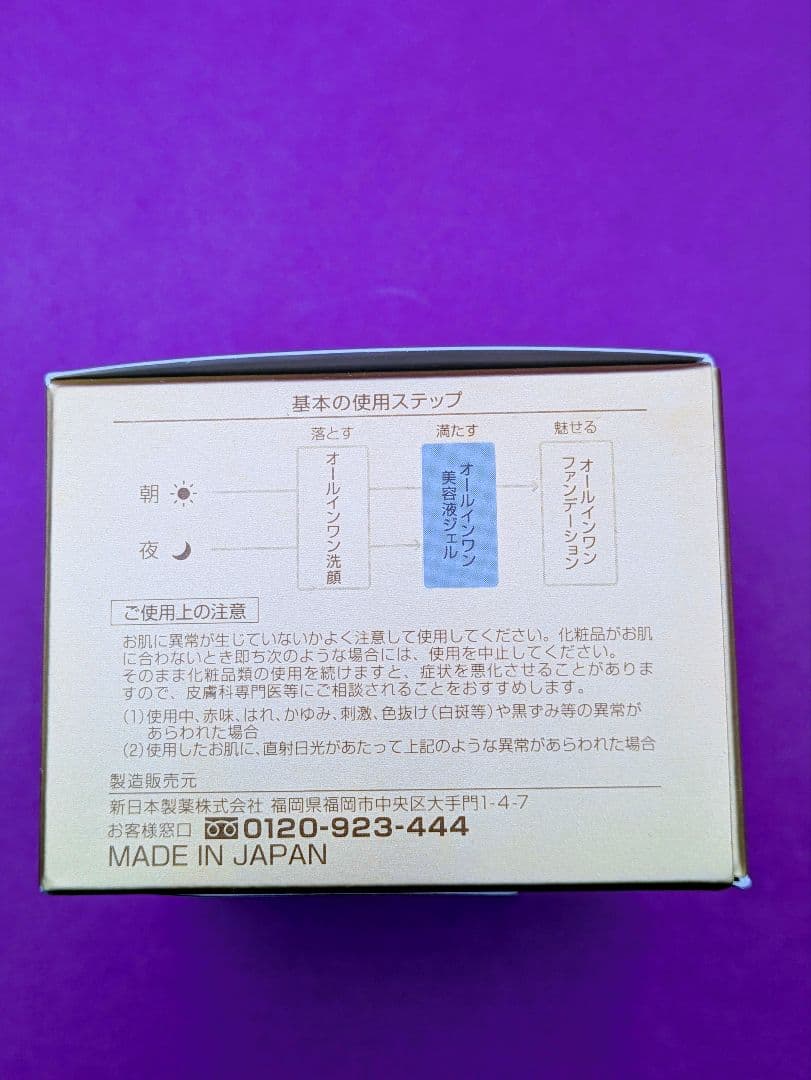 基本の使用ステップ
落とす 満たす 魅せる
朝
夜
オールインワン洗顔
オールインワン
美容液ジェル
オールインワン
ファンデーション
ご使用上の注意
お肌に異常が生じていないかよく注意して使用してください。化粧品がお肌
に合わないとき即ち次のような場合には、使用を中止してください。
そのまま化粧品類の使用を続けますと、症状を悪化させることがありま
すので、皮膚科専門医等にご相談されることをおすすめします。
(1)使用中、赤味、はれ、かゆみ、刺激、色抜け(白斑等)や黒ずみ等の異常が
あらわれた場合
(2)使用したお肌に、直射日光があたって上記のような異常があらわれた場合
製造販売元
新日本製薬株式会社 福岡県福岡市中央区大手門1-4-7
お客様窓口 0120-923-444
MADE IN JAPAN